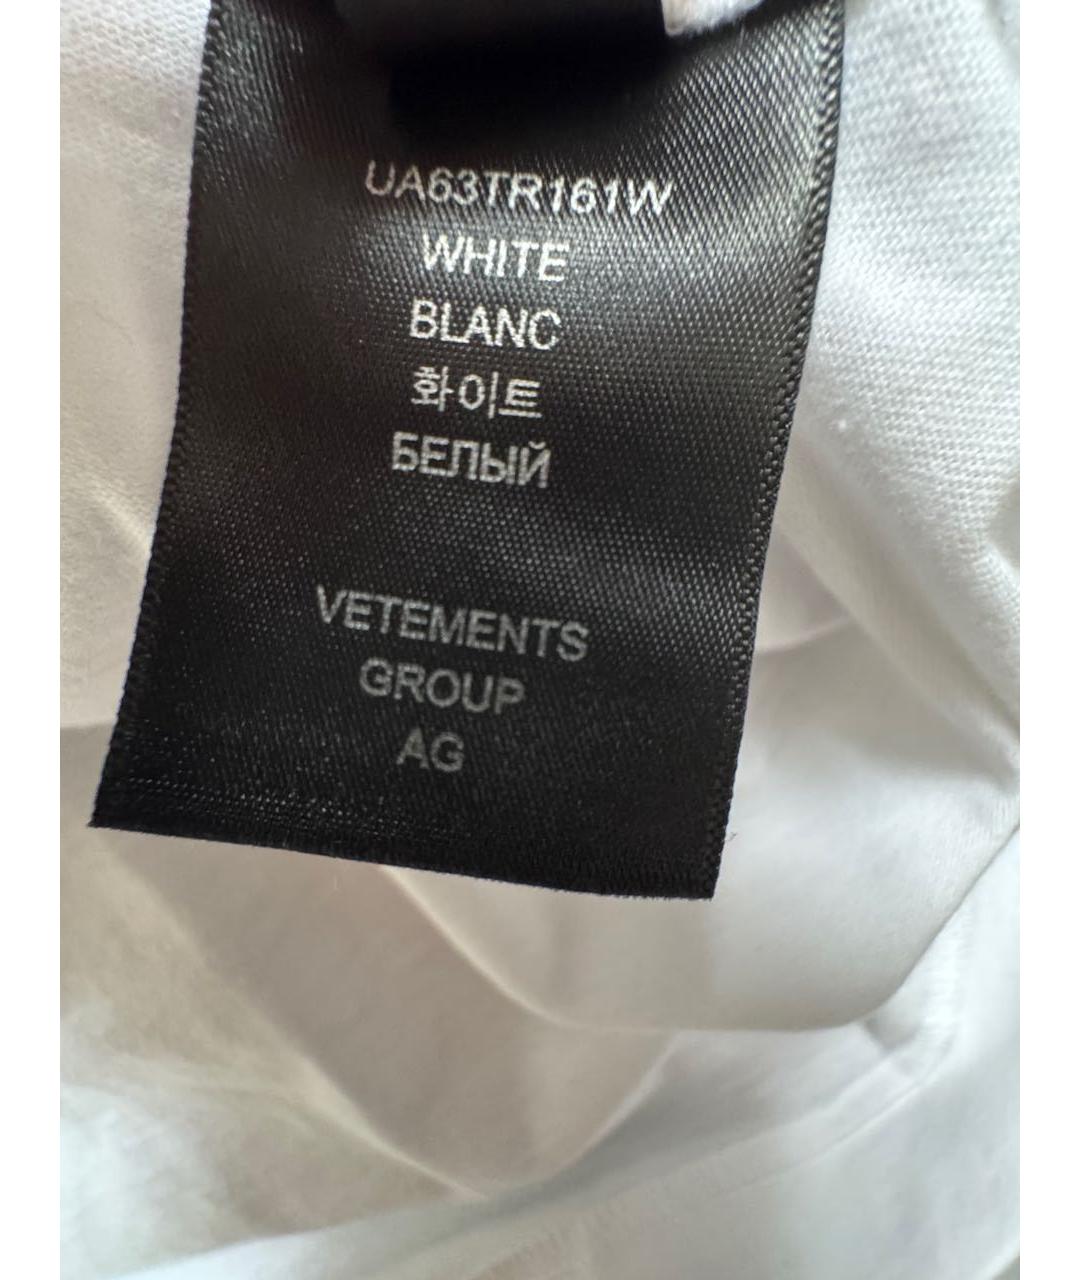 UA63TR161W
WHITE
BLANC
화이트
БЕЛЫЙ
VETEMENTS
GROUP
AG